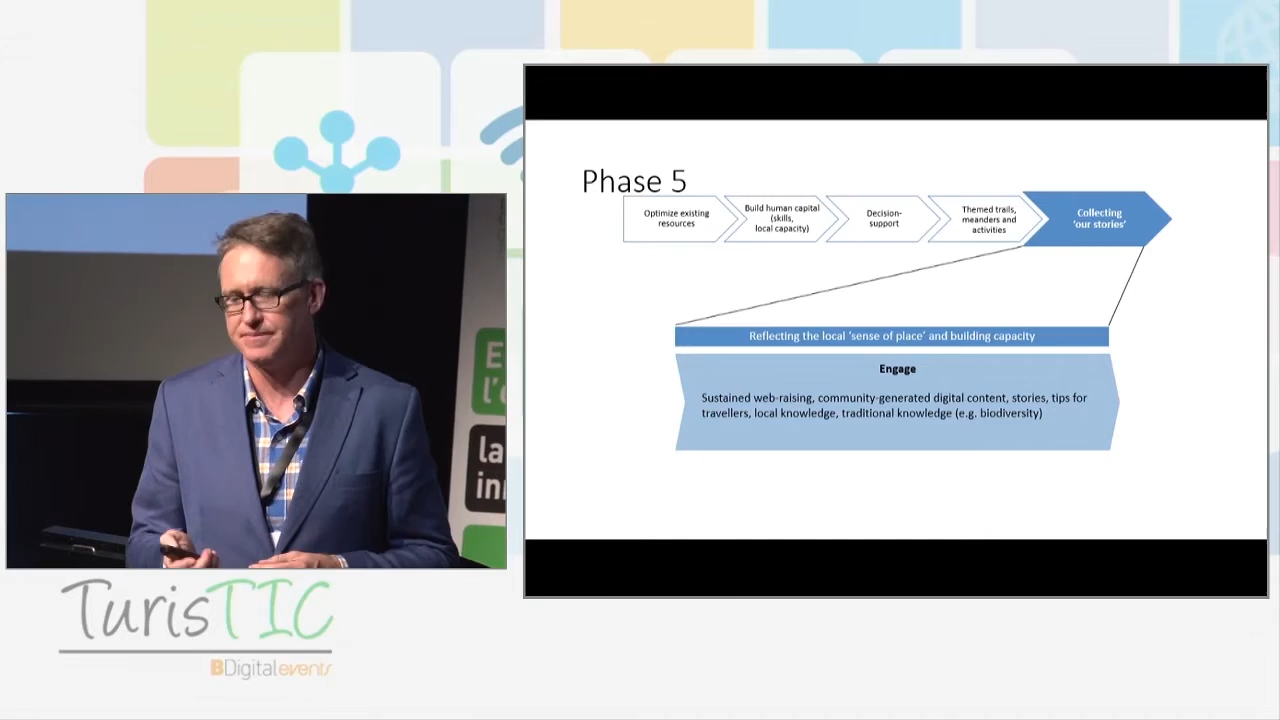 Phase 5
Optimize existing
resources
Build human capital
(skills,
local capacity)
Decision-
support
Themed trails,
meanders and
activities
Collecting
'our stories'
Reflecting the local 'sense of place' and building capacity
Engage
Sustained web-raising, community-generated digital content, stories, tips for
travellers, local knowledge, traditional knowledge (e.g. biodiversity)
TurisTIC
BDigitalevents